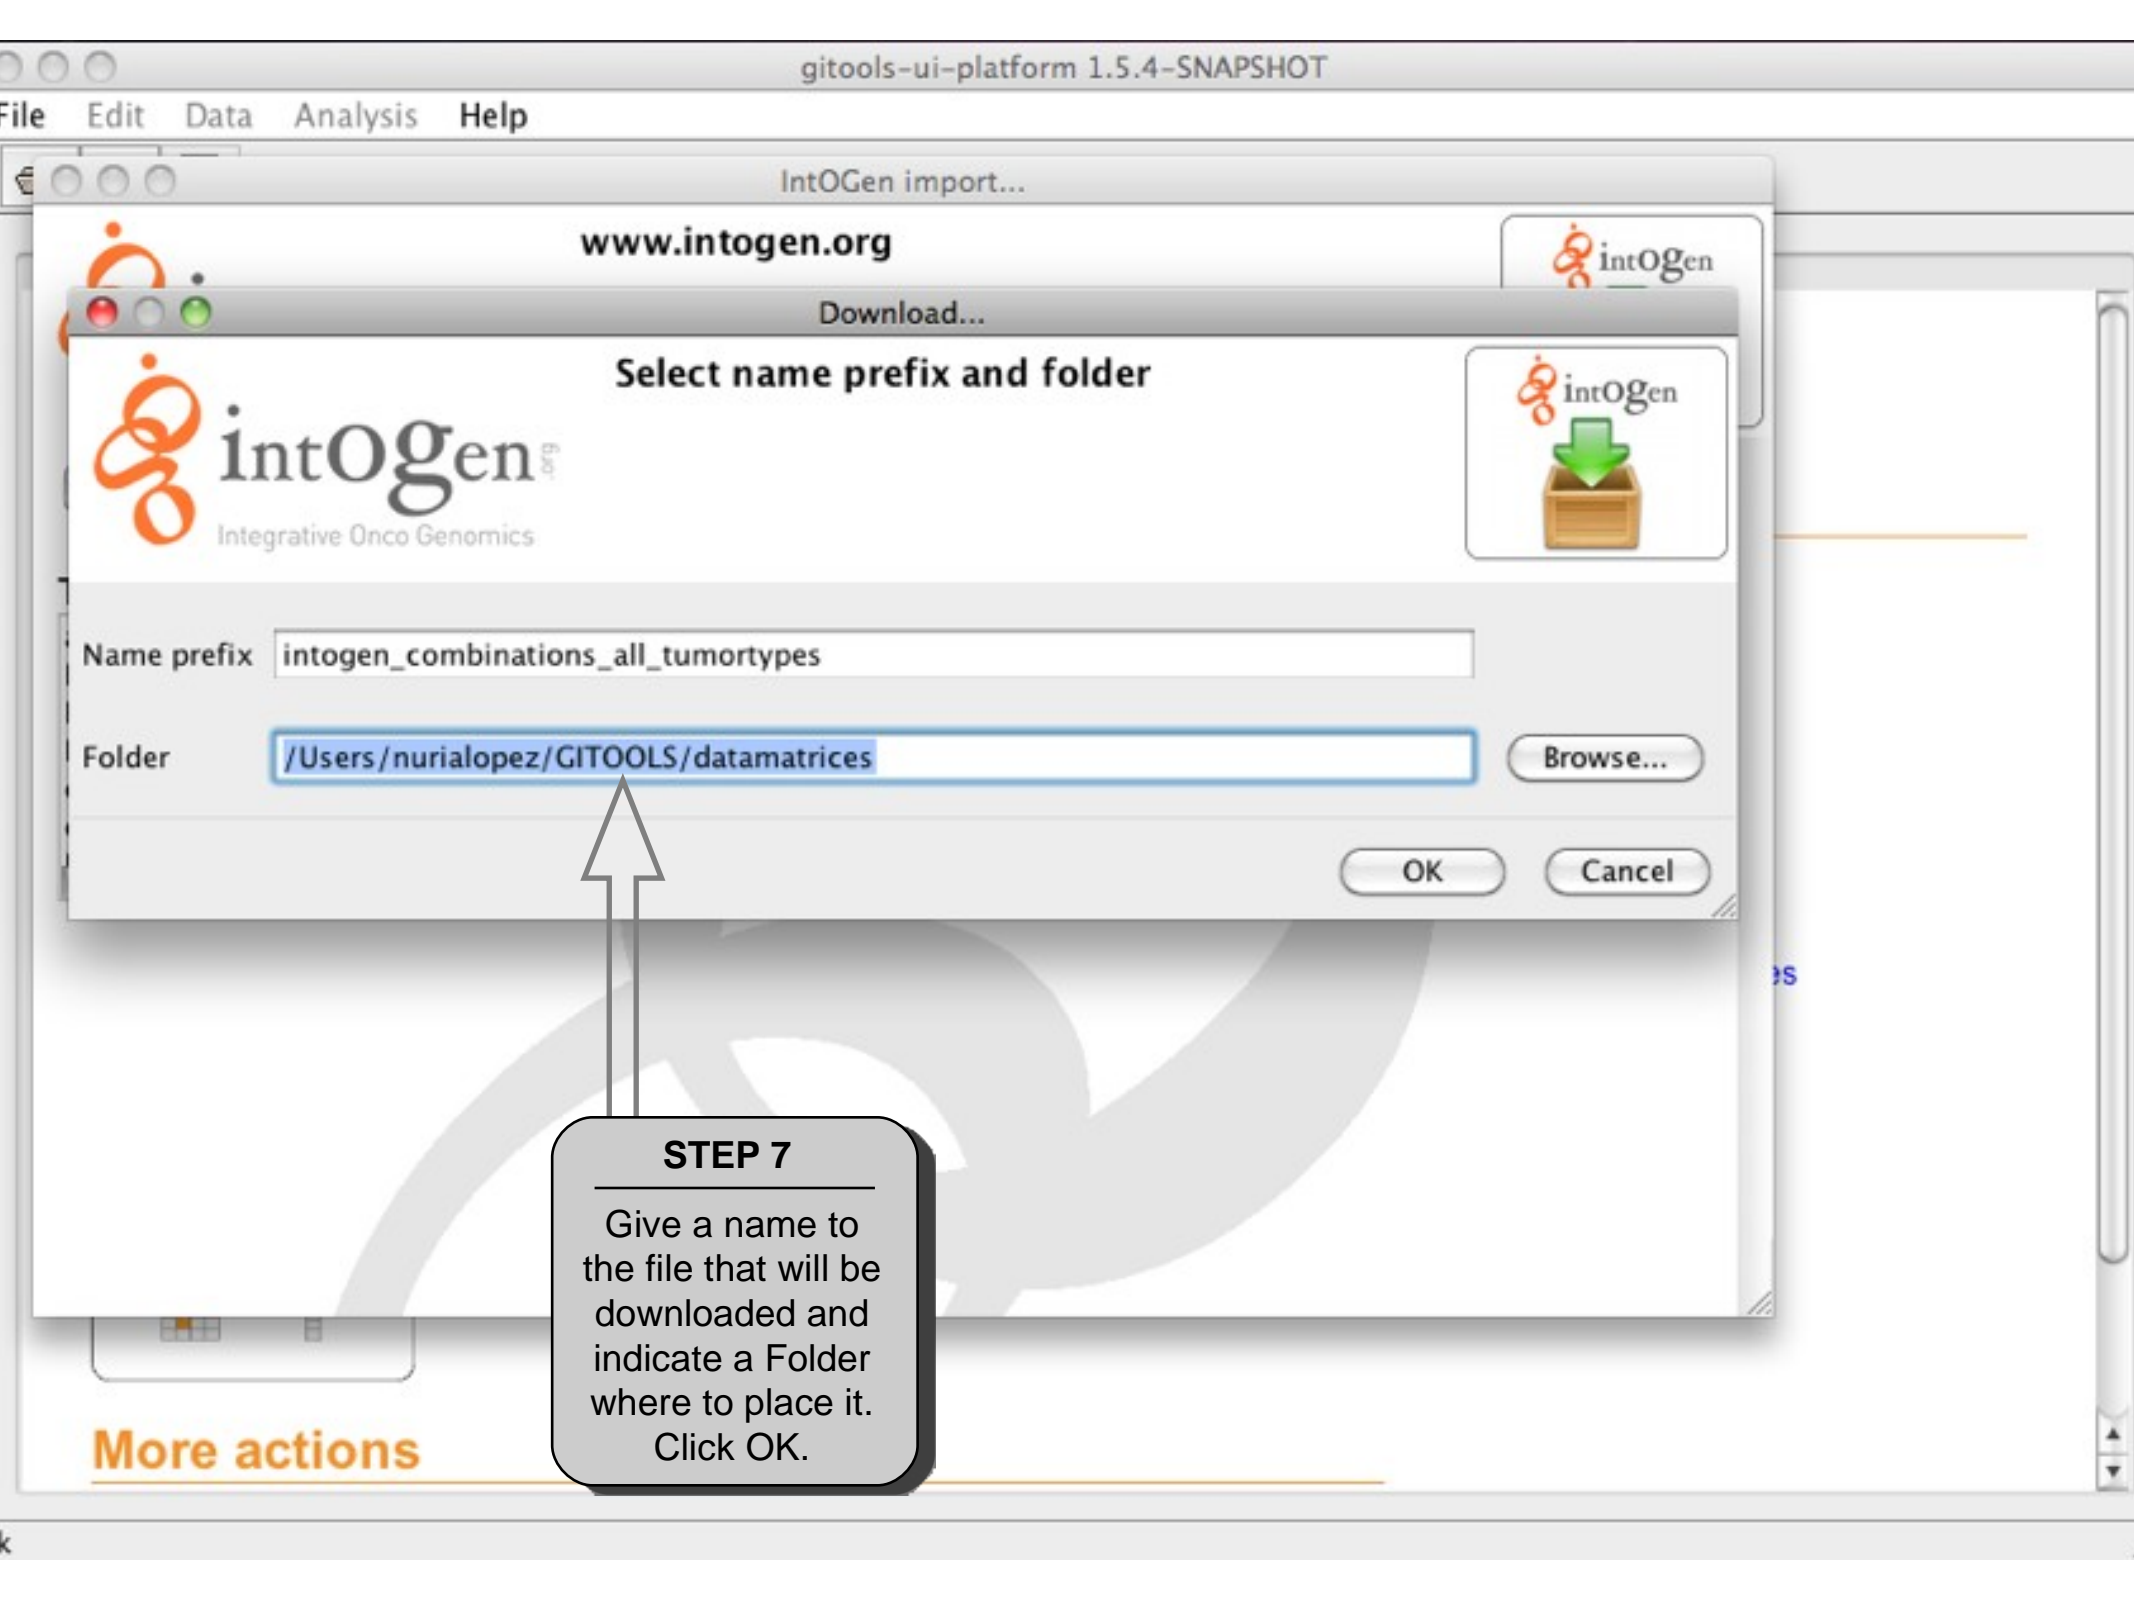 gitools-ui-platform 1.5.4-SNAPSHOT
File Edit Data Analysis Help
IntOGen import...
www.intogen.org
intOgen
Download...
Select name prefix and folder
intOgen
intOgen.org
Integrative Onco Genomics
Name prefix intogen_combinations_all_tumortypes
Folder /Users/nurialopez/GITOOLS/datamatrices Browse...
OK Cancel
es
STEP 7
Give a name to
the file that will be
downloaded and
indicate a Folder
where to place it.
Click OK.
More actions
k